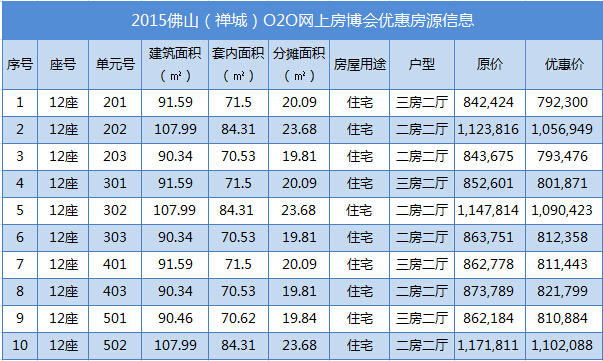 2015佛山（禅城）O2O网上房博会优惠房源信息
序号 座号 单元号 建筑面积（㎡） 套内面积（㎡） 分摊面积（㎡） 房屋用途 户型 原价 优惠价
1 12座 201 91.59 71.5 20.09 住宅 三房二厅 842,424 792,300
2 12座 202 107.99 84.31 23.68 住宅 二房二厅 1,123,816 1,056,949
3 12座 203 90.34 70.53 19.81 住宅 二房二厅 843,675 793,476
4 12座 301 91.59 71.5 20.09 住宅 三房二厅 852,601 801,871
5 12座 302 107.99 84.31 23.68 住宅 二房二厅 1,147,814 1,090,423
6 12座 303 90.34 70.53 19.81 住宅 二房二厅 863,751 812,358
7 12座 401 91.59 71.5 20.09 住宅 三房二厅 862,778 811,443
8 12座 403 90.34 70.53 19.81 住宅 二房二厅 873,789 821,799
9 12座 501 90.46 70.62 19.84 住宅 三房二厅 862,184 810,884
10 12座 502 107.99 84.31 23.68 住宅 二房二厅 1,171,811 1,102,088